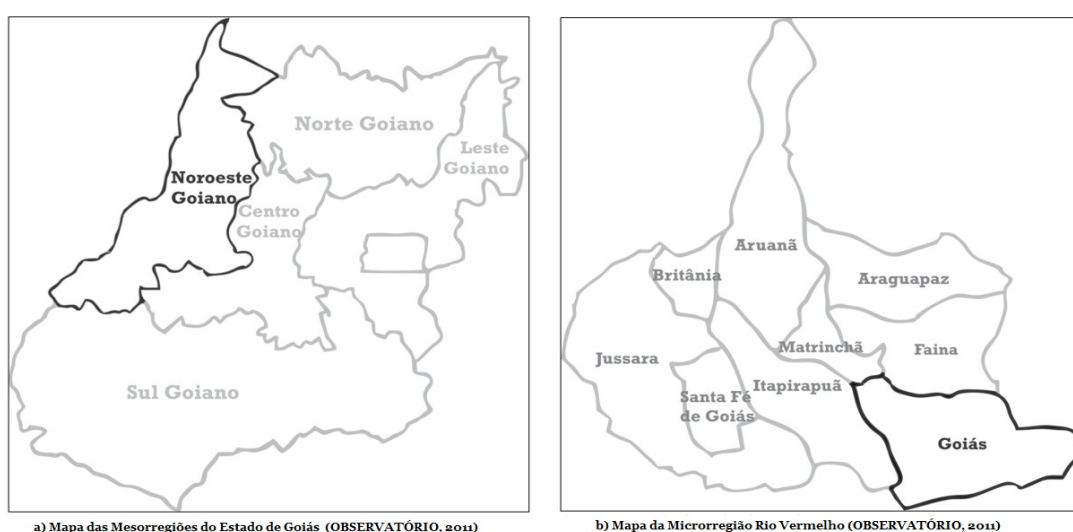 Norte Goiano
Leste
Goiano
Noroeste
Goiano
Centro
Goiano
Sul Goiano
a) Mapa das Mesorregiões do Estado de Goiás (OBSERVATÓRIO, 2011)
Aruanã
Britânia
Araguapaz
Matrinchã
Faina
Jussara
Itapirapuã
Santa Fé
de Goiás
Goiás
b) Mapa da Microrregião Rio Vermelho (OBSERVATÓRIO, 2011)